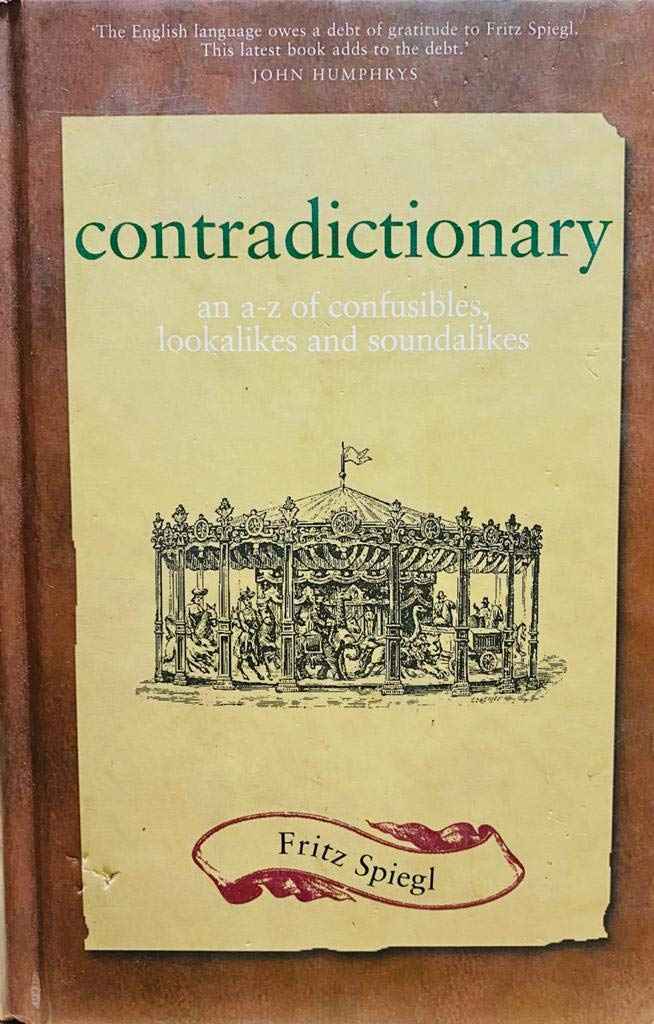 ‘The English language owes a debt of gratitude to Fritz Spiegl.
This latest book adds to the debt.’
JOHN HUMPHRYS
contradictionary
an a-z of confusibles,
lookalikes and soundalikes
Fritz Spiegl